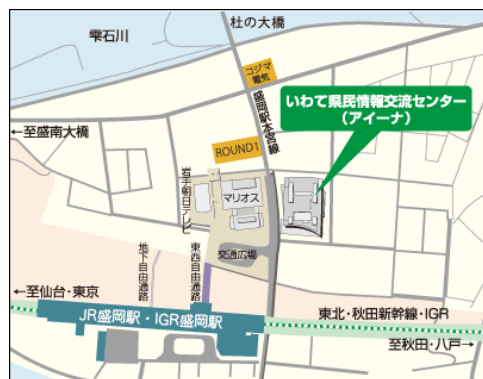 杜の大橋
雫石川
コジマ
電気
いわて県民情報交流センター
(アイーナ)
盛岡駅本宮線
←至盛南大橋
ROUND1
岩手朝日テレビ
マリオス
交通広場
地下自由通路
東西自由通路
←至仙台・東京
JR盛岡駅・IGR盛岡駅
東北・秋田新幹線・IGR
至秋田・八戸→